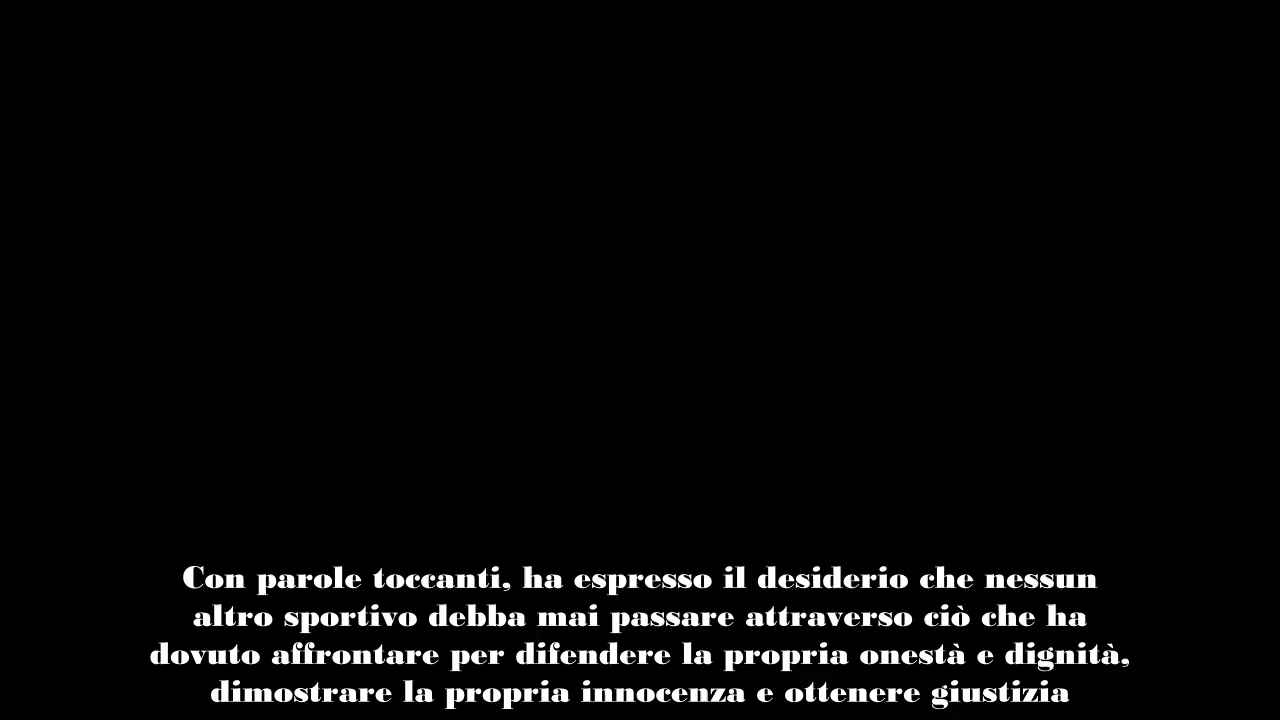 Con parole toccanti, ha espresso il desiderio che nessun
altro sportivo debba mai passare attraverso ciò che ha
dovuto affrontare per difendere la propria onestà e dignità,
dimostrare la propria innocenza e ottenere giustizia